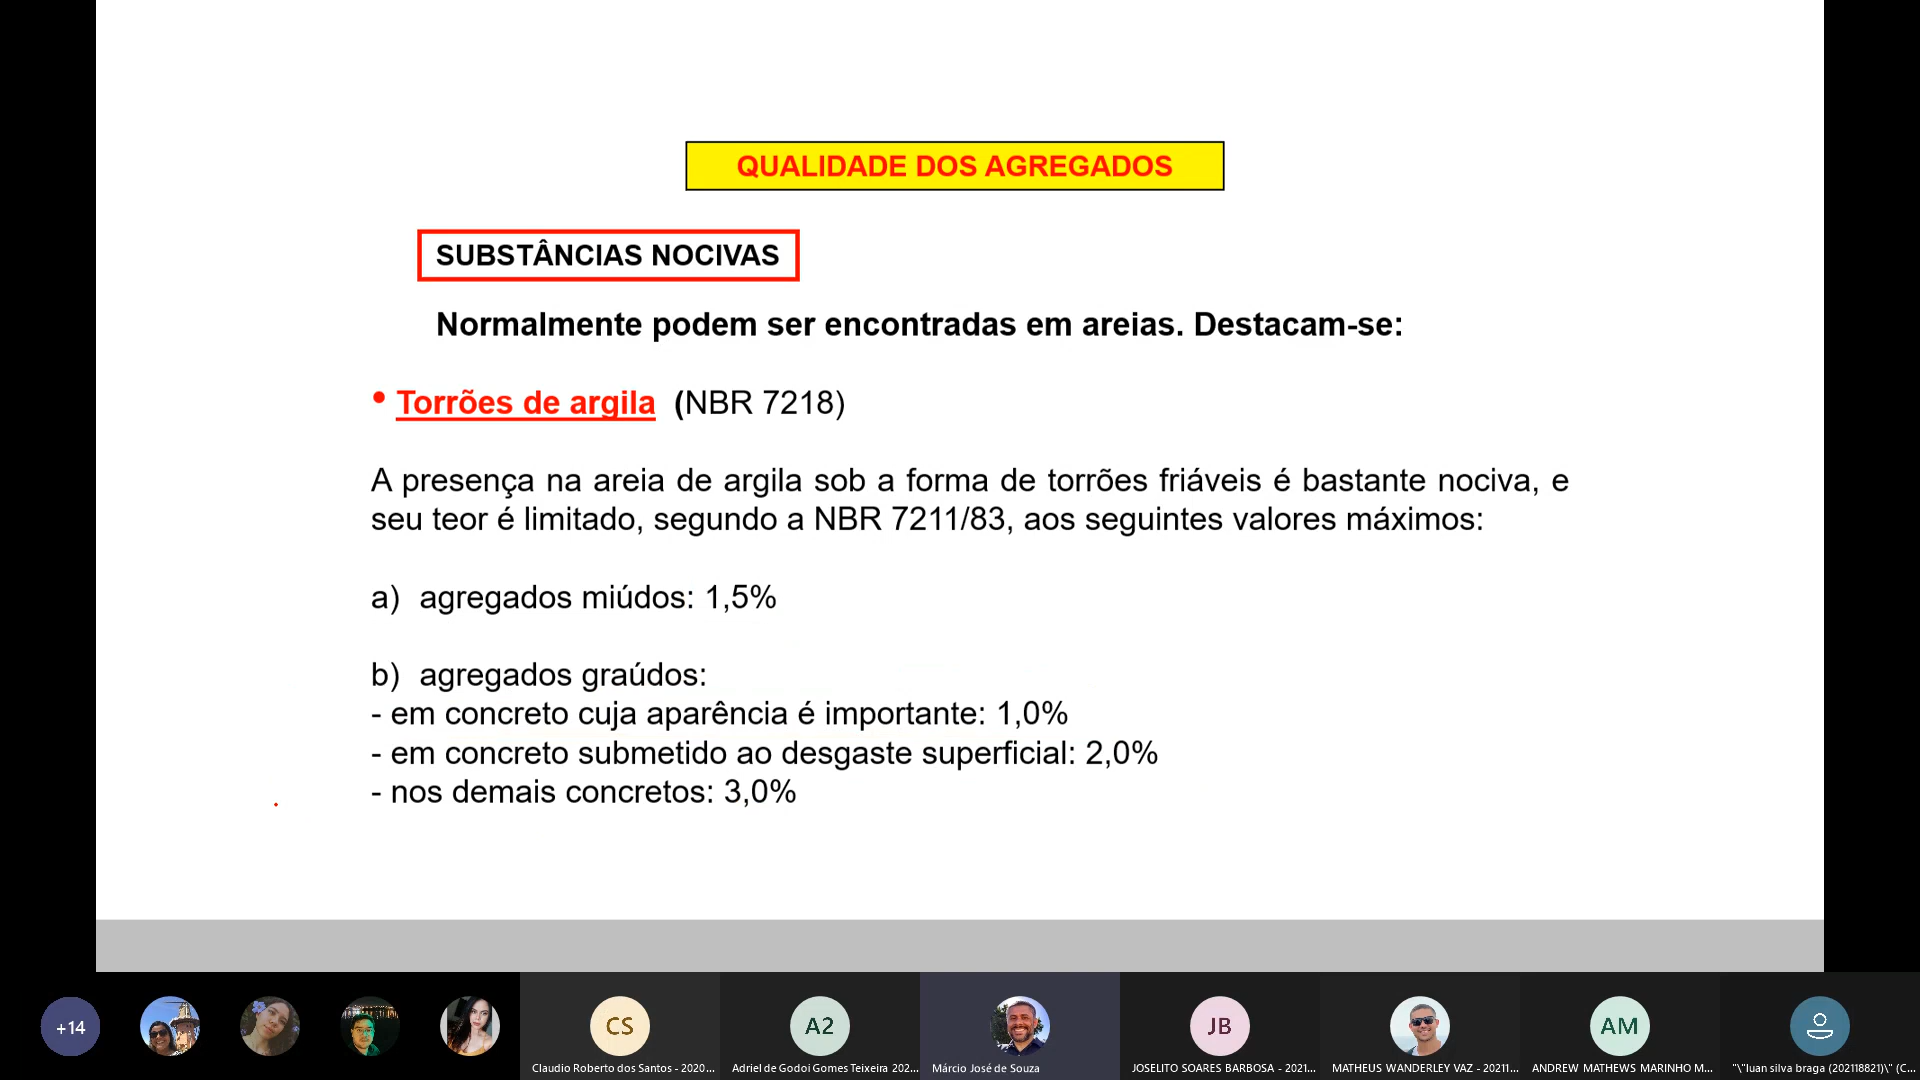 QUALIDADE DOS AGREGADOS
SUBSTÂNCIAS NOCIVAS
Normalmente podem ser encontradas em areias. Destacam-se:
• Torrões de argila (NBR 7218)
A presença na areia de argila sob a forma de torrões friáveis é bastante nociva, e
seu teor é limitado, segundo a NBR 7211/83, aos seguintes valores máximos:
a) agregados miúdos: 1,5%
b) agregados graúdos:
- em concreto cuja aparência é importante: 1,0%
- em concreto submetido ao desgaste superficial: 2,0%
- nos demais concretos: 3,0%
+14
CS
A2
JB
AM
Claudio Roberto dos Santos - 2020...
Adriel de Godoi Gomes Teixeira 202...
Márcio José de Souza
JOSELITO SOARES BARBOSA - 2021...
MATHEUS WANDERLEY VAZ - 20211...
ANDREW MATHEWS MARINHO M...
"\"luan silva braga (202118821)\" (C...